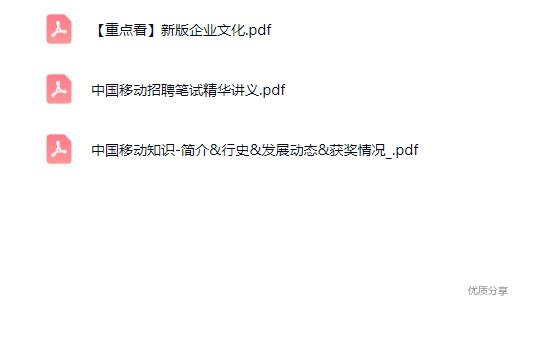 【重点看】新版企业文化.pdf
中国移动招聘笔试精华讲义.pdf
中国移动知识-简介&行史&发展动态&获奖情况_.pdf
优质分享